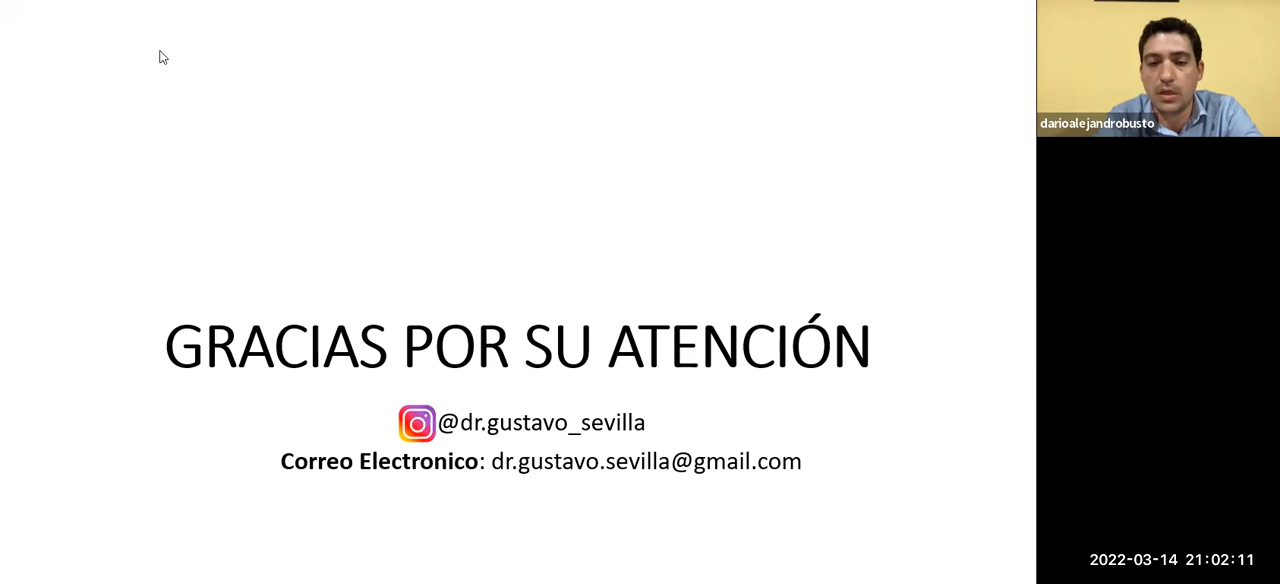 darioalejandrobusto
GRACIAS POR SU ATENCIÓN
@dr.gustavo_sevilla
Correo Electronico: dr.gustavo.sevilla@gmail.com
2022-03-14 21:02:11